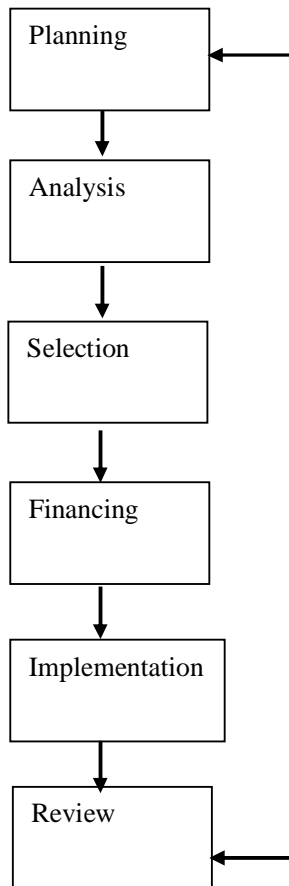 Planning
Analysis
Selection
Financing
Implementation
Review